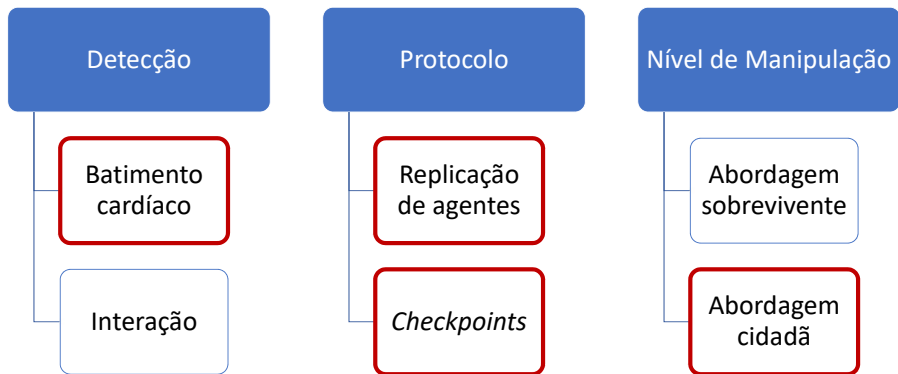 Detecção
Batimento
cardíaco
Interação
Protocolo
Replicação
de agentes
Checkpoints
Nível de Manipulação
Abordagem
sobrevivente
Abordagem
cidadã